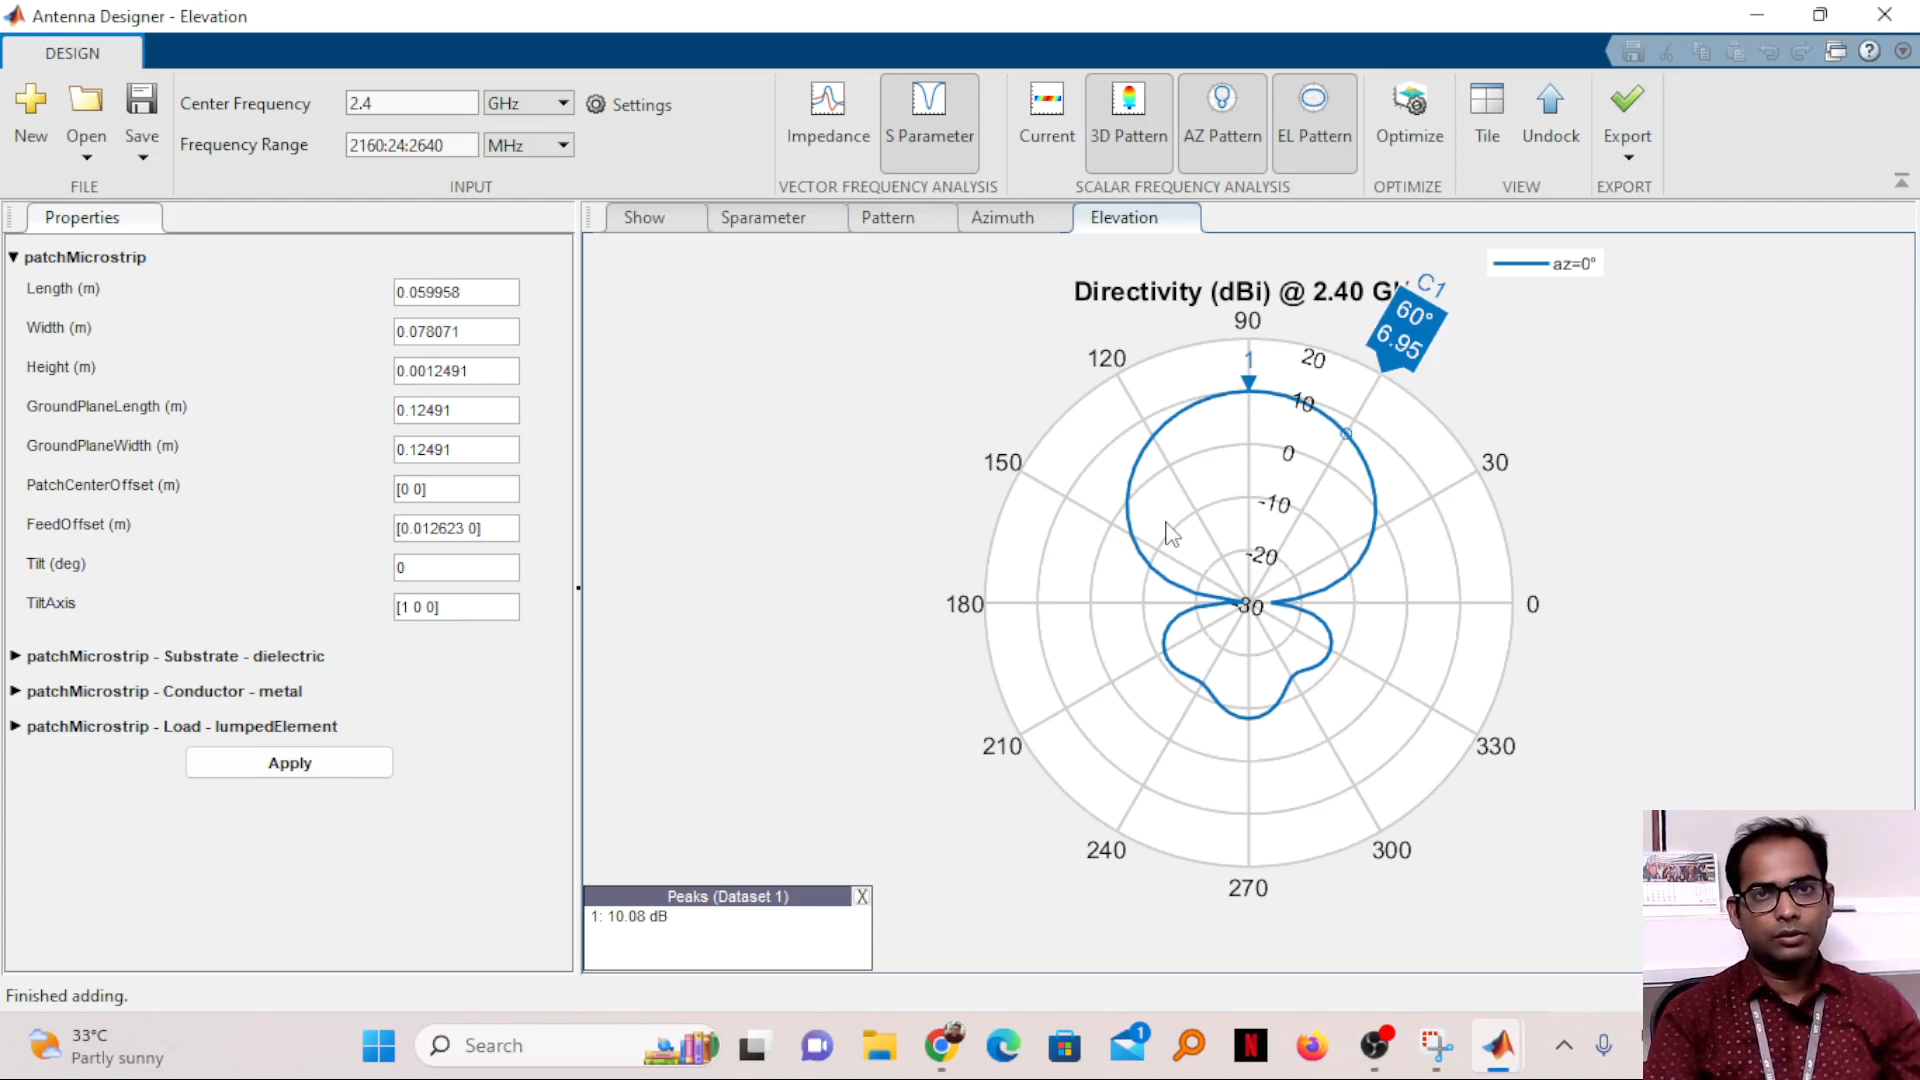 Antenna Designer - Elevation
DESIGN
New
Open
Save
FILE
Center Frequency 2.4 GHz Settings
Frequency Range 2160:24:2640 MHz
INPUT
Impedance
S Parameter
VECTOR FREQUENCY ANALYSIS
Current
3D Pattern
AZ Pattern
EL Pattern
SCALAR FREQUENCY ANALYSIS
Optimize
OPTIMIZE
Tile
Undock
VIEW
Export
EXPORT
Properties
patchMicrostrip
Length (m) 0.059958
Width (m) 0.078071
Height (m) 0.0012491
GroundPlaneLength (m) 0.12491
GroundPlaneWidth (m) 0.12491
PatchCenterOffset (m) [0 0]
FeedOffset (m) [0.012623 0]
Tilt (deg) 0
TiltAxis [1 0 0]
patchMicrostrip - Substrate - dielectric
patchMicrostrip - Conductor - metal
patchMicrostrip - Load - lumpedElement
Apply
Show
Sparameter
Pattern
Azimuth
Elevation
az=0°
Directivity (dBi) @ 2.40 G
C1
60°
6.95
90
120
1
20
10
150
30
0
-10
-20
180
-30
0
210
330
240
300
270
Peaks (Dataset 1) X
1: 10.08 dB
Finished adding.
33°C
Partly sunny
Search
1
N